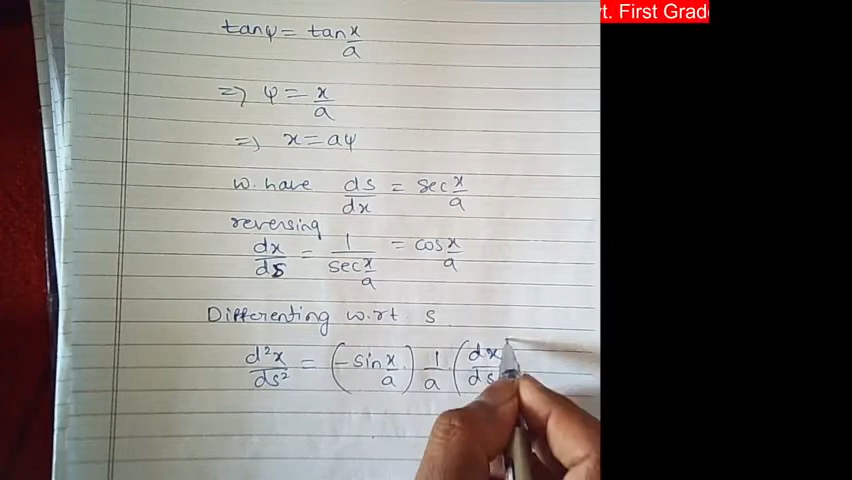 rt. First Grade
tanψ = tan x/a
⇒ ψ = x/a
⇒ x = aψ
w. have ds/dx = sec x/a
reversing
dx/ds = 1/sec x/a = cos x/a
Differenting w.r.t s.
d²x/ds² = (-sin x/a) 1/a (dx/ds